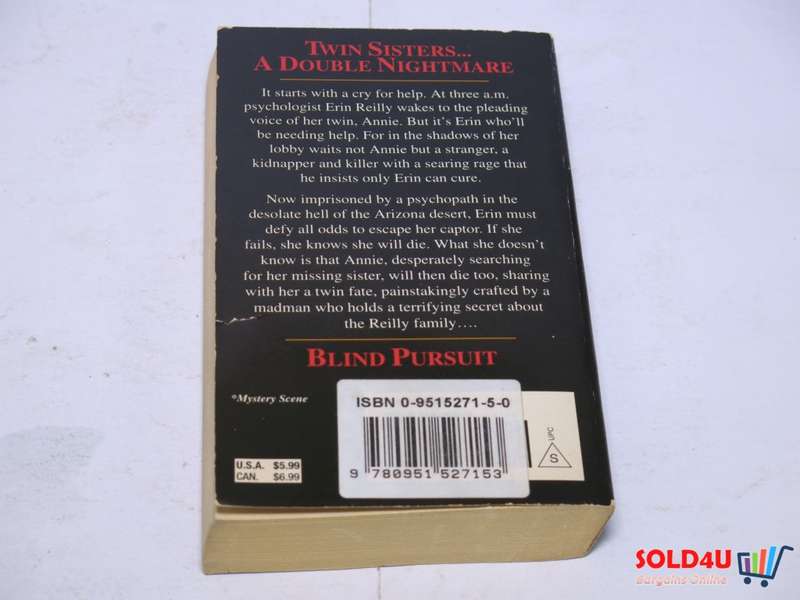 TWIN SISTERS...
A DOUBLE NIGHTMARE
It starts with a cry for help. At three a.m.
psychologist Erin Reilly wakes to the pleading
voice of her twin, Annie. But it's Erin who'll
be needing help. For in the shadows of her
lobby waits not Annie but a stranger, a
kidnapper and killer with a searing rage that
he insists only Erin can cure.
Now imprisoned by a psychopath in the
desolate hell of the Arizona desert, Erin must
defy all odds to escape her captor. If she
fails, she knows she will die. What she doesn't
know is that Annie, desperately searching
for her missing sister, will then die too, sharing
with her a twin fate, painstakingly crafted by a
madman who holds a terrifying secret about
the Reilly family....
BLIND PURSUIT
*Mystery Scene
ISBN 0-9515271-5-0
9 780951 527153
UPC
S
U.S.A. $5.99
CAN. $6.99
SOLD4U
Bargains Online